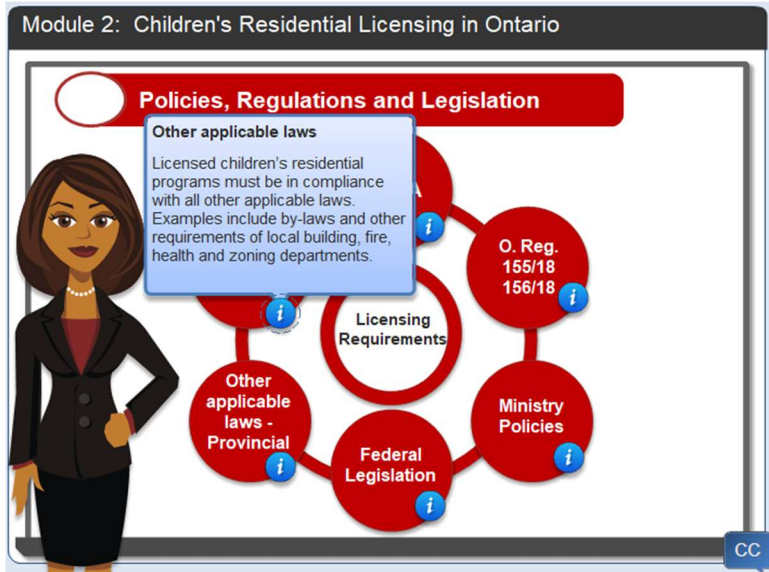 Module 2: Children's Residential Licensing in Ontario
Policies, Regulations and Legislation
Other applicable laws
Licensed children's residential
programs must be in compliance
with all other applicable laws.
Examples include by-laws and other
requirements of local building, fire,
health and zoning departments.
i
O. Reg.
155/18
156/18
i
i
Licensing
Requirements
Other
applicable
laws -
Provincial
i
Ministry
Policies
i
Federal
Legislation
i
CC